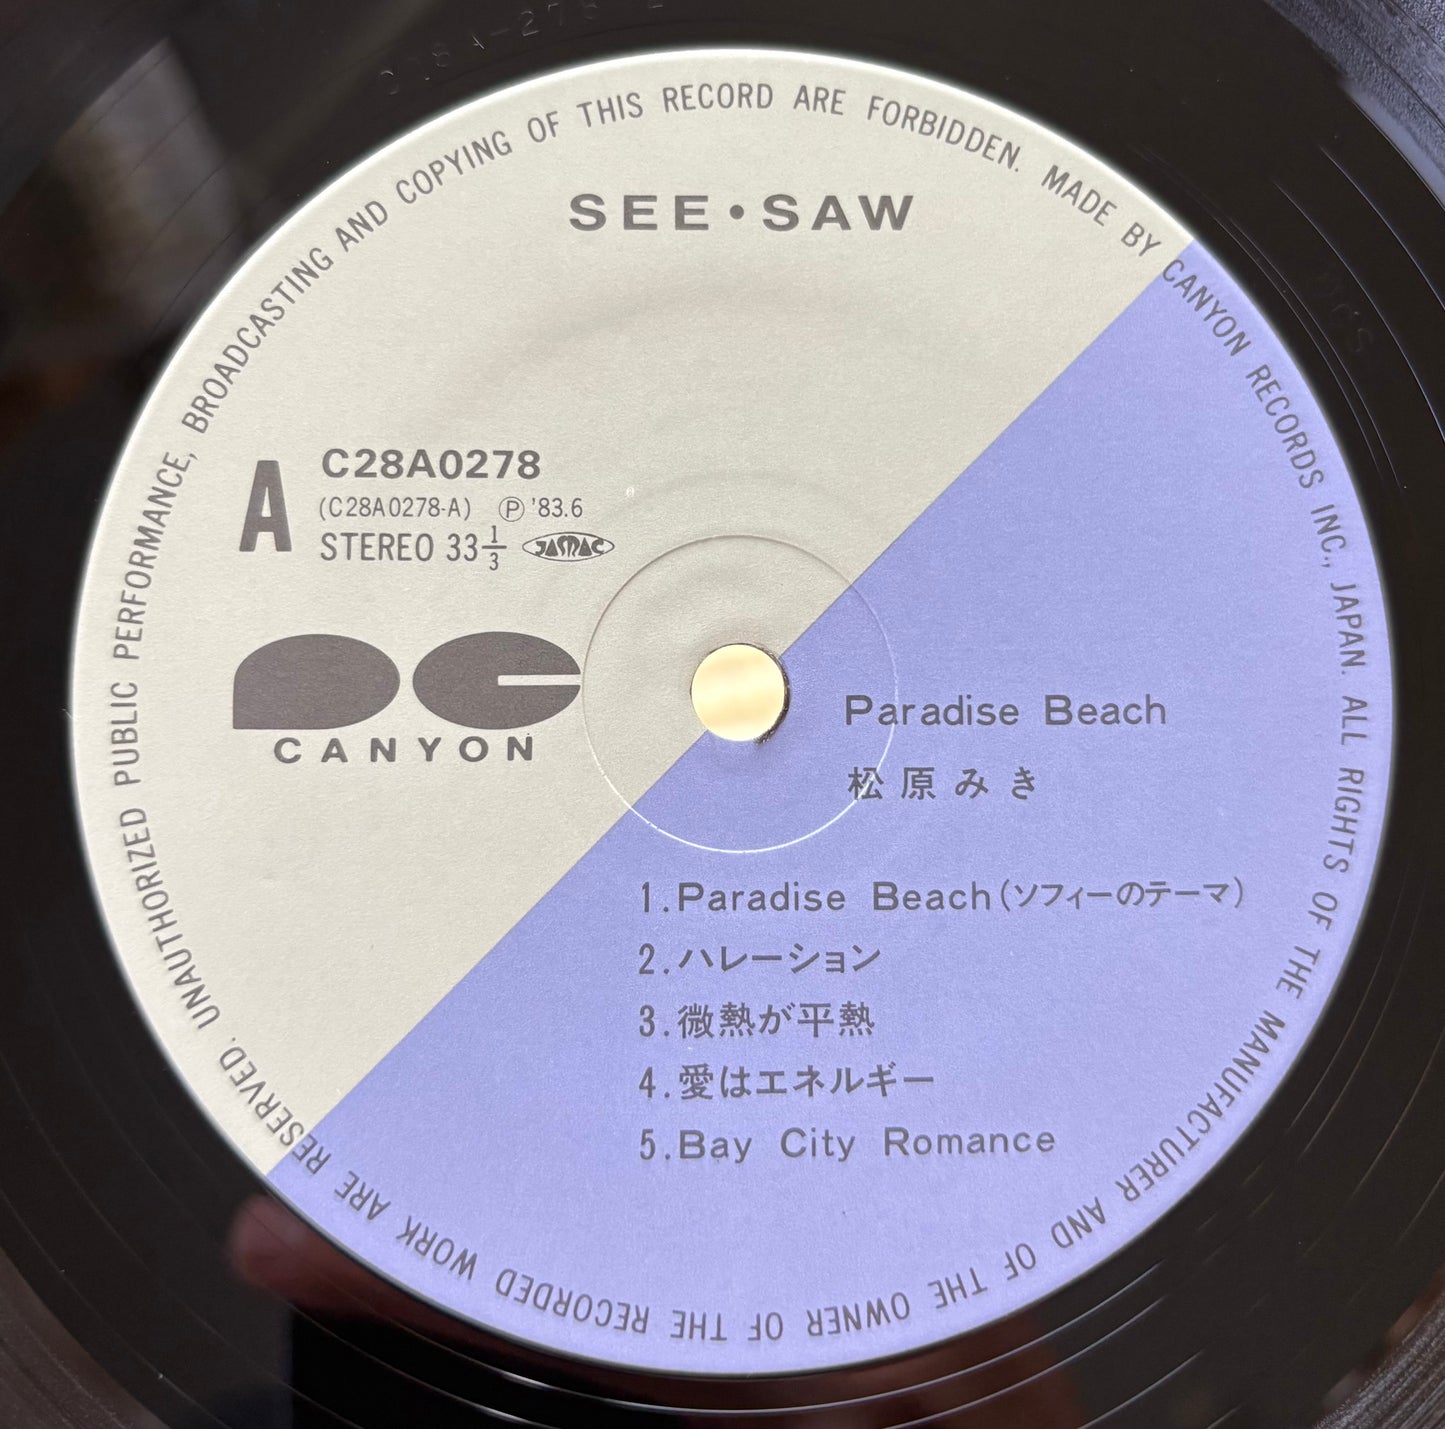 UNAUTHORIZED PUBLIC PERFORMANCE, BROADCASTING AND COPYING OF THIS RECORD ARE FORBIDDEN. MADE BY CANYON RECORDS INC., JAPAN. ALL RIGHTS OF THE MANUFACTURER AND OF THE OWNER OF THE RECORDED WORK ARE RESERVED.
SEE・SAW
A
C28A0278
(C28A0278-A) Ⓟ '83.6
STEREO 33 1/3 JASRAC
PC
CANYON
Paradise Beach
松原みき
1.Paradise Beach(ソフィーのテーマ)
2.ハレーション
3.微熱が平熱
4.愛はエネルギー
5.Bay City Romance